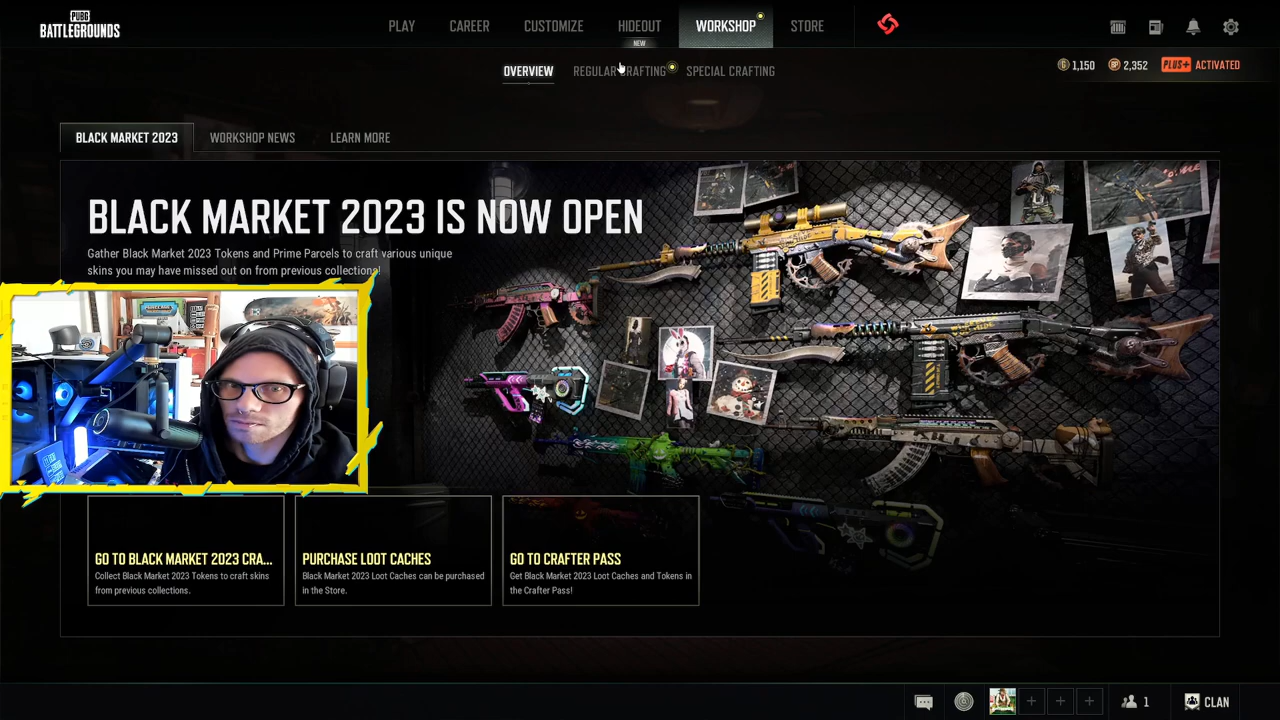 PUBG
BATTLEGROUNDS
PLAY
CAREER
CUSTOMIZE
HIDEOUT
NEW
WORKSHOP
STORE
OVERVIEW
REGULAR CRAFTING
SPECIAL CRAFTING
G 1,150
BP 2,352
PLUS+ ACTIVATED
BLACK MARKET 2023
WORKSHOP NEWS
LEARN MORE
BLACK MARKET 2023 IS NOW OPEN
Gather Black Market 2023 Tokens and Prime Parcels to craft various unique
skins you may have missed out on from previous collections!
GO TO BLACK MARKET 2023 CRA...
Collect Black Market 2023 Tokens to craft skins
from previous collections.
PURCHASE LOOT CACHES
Black Market 2023 Loot Caches can be purchased
in the Store.
GO TO CRAFTER PASS
Get Black Market 2023 Loot Caches and Tokens in
the Crafter Pass!
1
CLAN